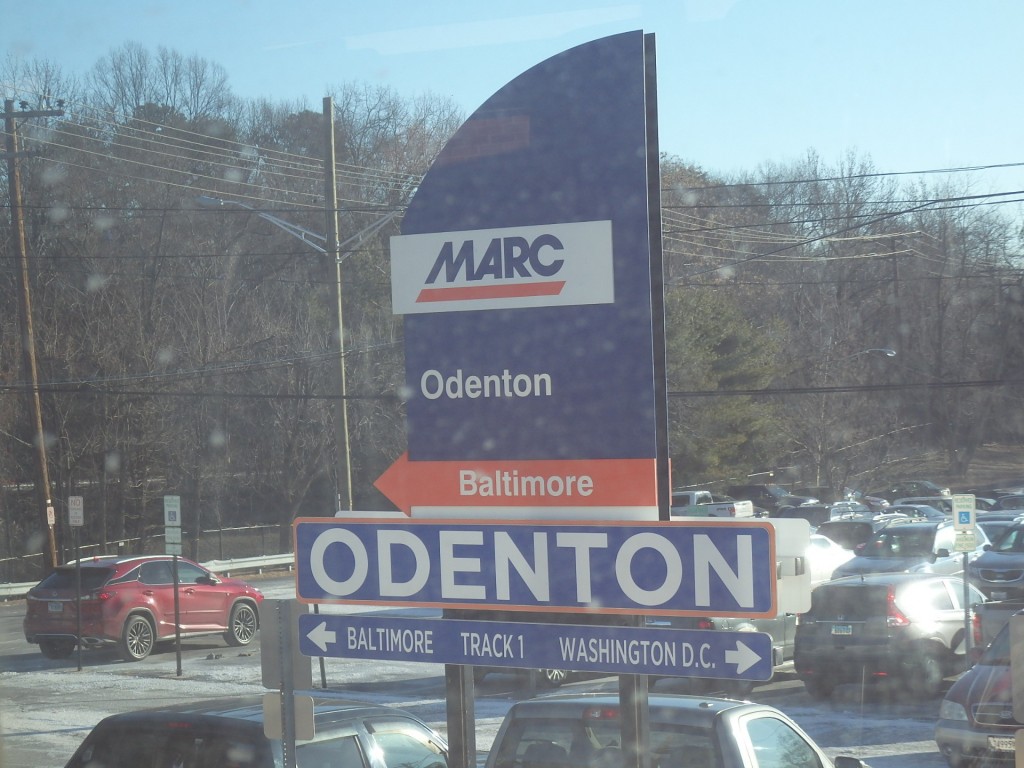 MARC
Odenton
Baltimore
ODENTON
BALTIMORE TRACK 1 WASHINGTON D.C.